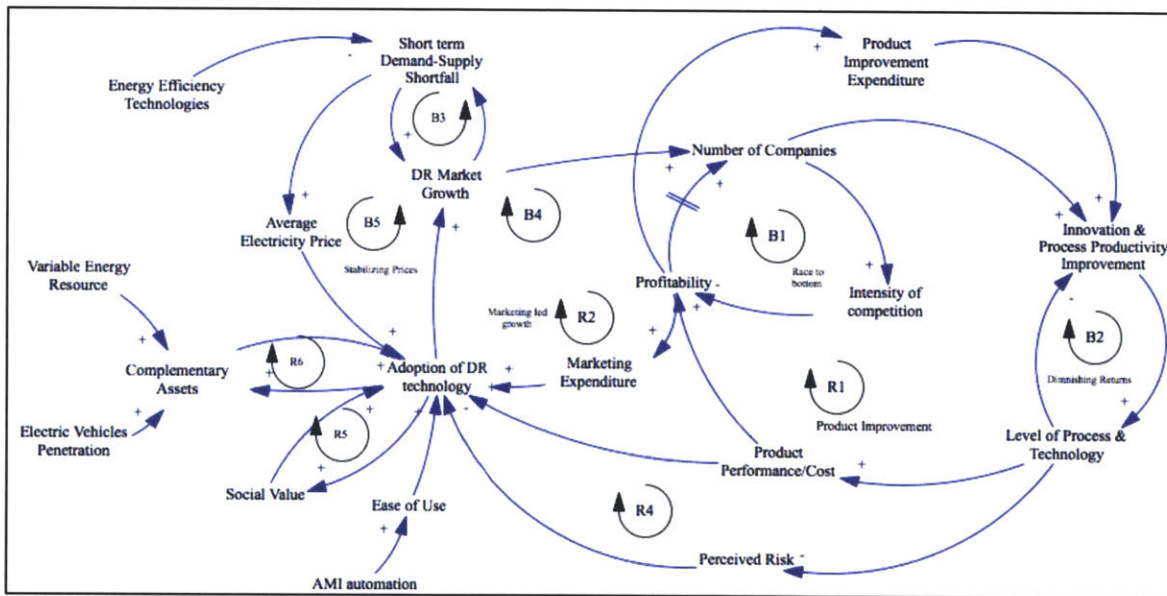 Short term
Demand-Supply
Shortfall
Product
Improvement
Expenditure
Energy Efficiency
Technologies
B3
Number of Companies
DR Market
Growth
B5
B4
Average
Electricity Price
Stabilizing Prices
B1
Race to
bottom
Innovation &
Process Productivity
Improvement
Variable Energy
Resource
Profitability
Intensity of
competition
Marketing led
growth
R2
B2
Diminishing Returns
Complementary
Assets
R6
Adoption of DR
technology
Marketing
Expenditure
R1
Product Improvement
Electric Vehicles
Penetration
R5
Level of Process &
Technology
Product
Performance/Cost
Social Value
Ease of Use
R4
Perceived Risk
AMI automation